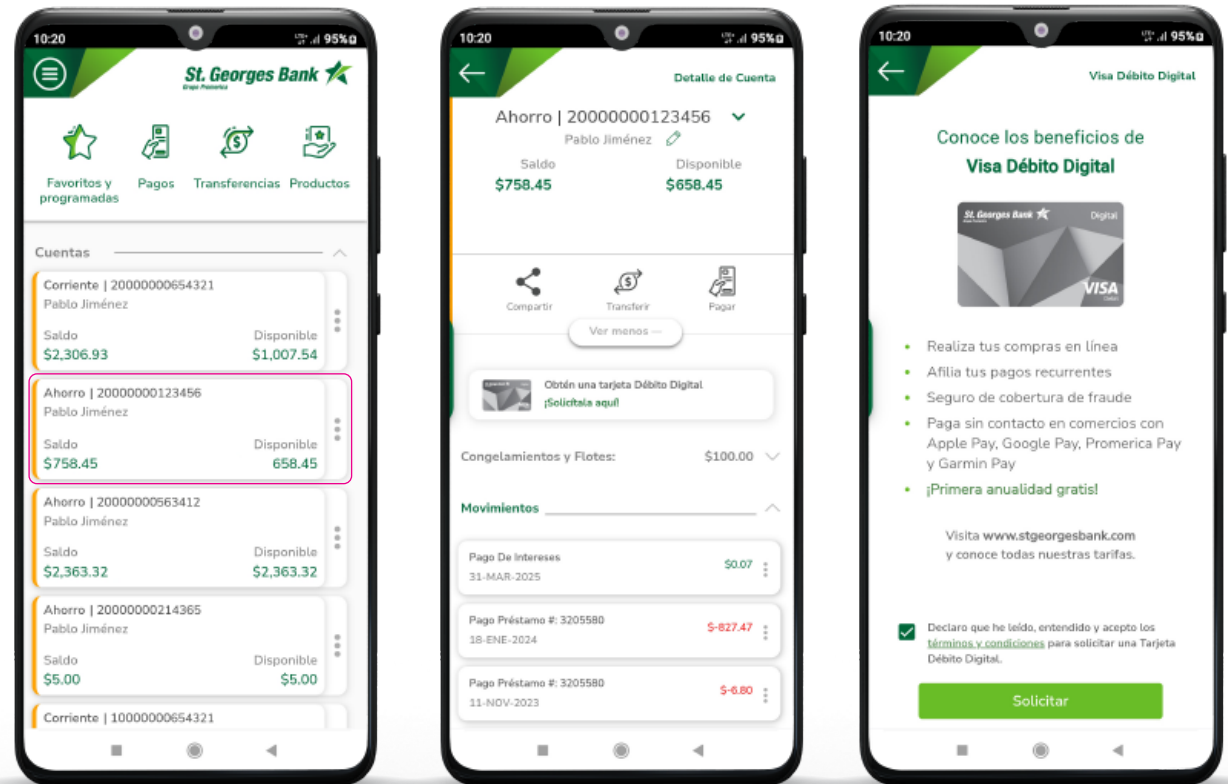 10:20
LTE+ 95%
St. Georges Bank
Grupo Promerica
Favoritos y
programadas
Pagos
Transferencias
Productos
Cuentas
Corriente | 20000000654321
Pablo Jiménez
Saldo Disponible
$2,306.93 $1,007.54
Ahorro | 20000000123456
Pablo Jiménez
Saldo Disponible
$758.45 658.45
Ahorro | 20000000563412
Pablo Jiménez
Saldo Disponible
$2,363.32 $2,363.32
Ahorro | 20000000214365
Pablo Jiménez
Saldo Disponible
$5.00 $5.00
Corriente | 10000000654321
10:20
LTE+ 95%
Detalle de Cuenta
Ahorro | 20000000123456
Pablo Jiménez
Saldo Disponible
$758.45 $658.45
Compartir Transferir Pagar
Ver menos —
Obtén una tarjeta Débito Digital
¡Solicítala aquí!
Congelamientos y Flotes: $100.00
Movimientos
Pago De Intereses
$0.07
31-MAR-2025
Pago Préstamo #: 3205580
$-827.47
18-ENE-2024
Pago Préstamo #: 3205580
$-6.80
11-NOV-2023
10:20
LTE+ 95%
Visa Débito Digital
Conoce los beneficios de
Visa Débito Digital
St. Georges Bank
Digital
VISA
• Realiza tus compras en línea
• Afilia tus pagos recurrentes
• Seguro de cobertura de fraude
• Paga sin contacto en comercios con
Apple Pay, Google Pay, Promerica Pay
y Garmin Pay
• ¡Primera anualidad gratis!
Visita www.stgeorgesbank.com
y conoce todas nuestras tarifas.
Declaro que he leído, entendido y acepto los
términos y condiciones para solicitar una Tarjeta
Débito Digital.
Solicitar